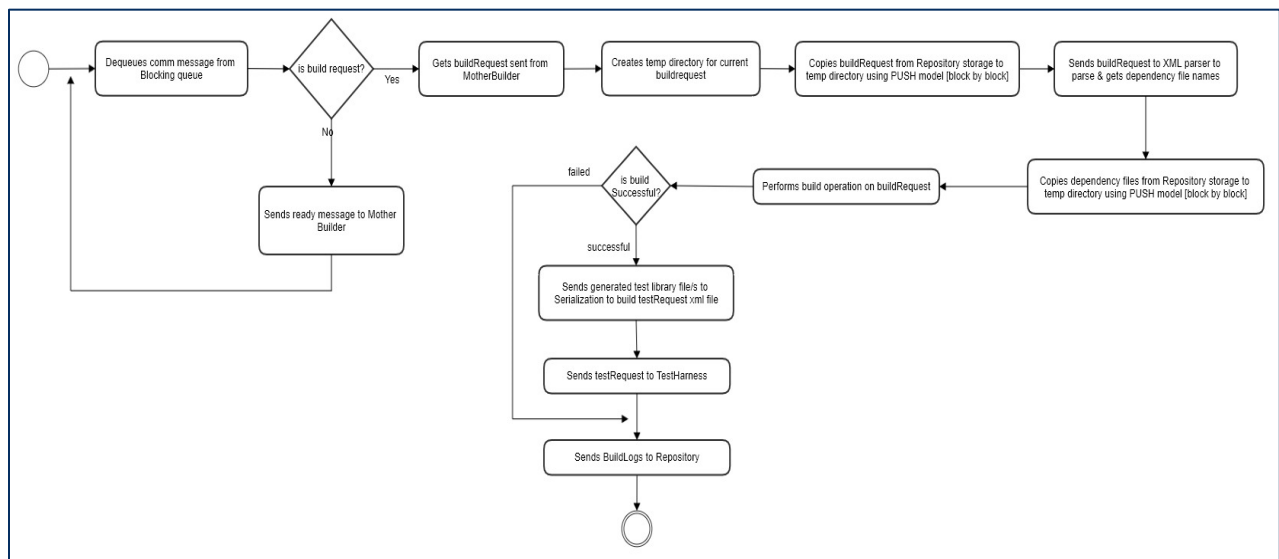 Dequeues comm message from
Blocking queue
is build request?
Yes
Gets buildRequest sent from
MotherBuilder
Creates temp directory for current
buildrequest
Copies buildRequest from Repository storage to
temp directory using PUSH model [block by block]
Sends buildRequest to XML parser to
parse & gets dependency file names
No
Sends ready message to Mother
Builder
Copies dependency files from Repository storage to
temp directory using PUSH model [block by block]
Performs build operation on buildRequest
is build
Successful?
failed
successful
Sends generated test library file/s to
Serialization to build testRequest xml file
Sends testRequest to TestHarness
Sends BuildLogs to Repository